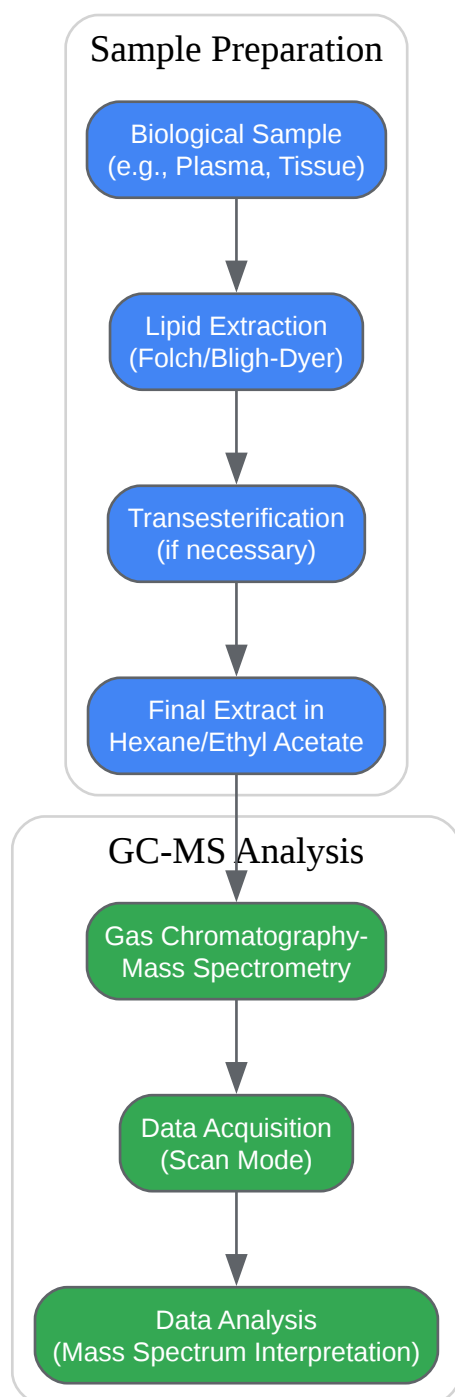 Sample Preparation
Biological Sample
(e.g., Plasma, Tissue)
Lipid Extraction
(Folch/Bligh-Dyer)
Transesterification
(if necessary)
Final Extract in
Hexane/Ethyl Acetate
GC-MS Analysis
Gas Chromatography-
Mass Spectrometry
Data Acquisition
(Scan Mode)
Data Analysis
(Mass Spectrum Interpretation)